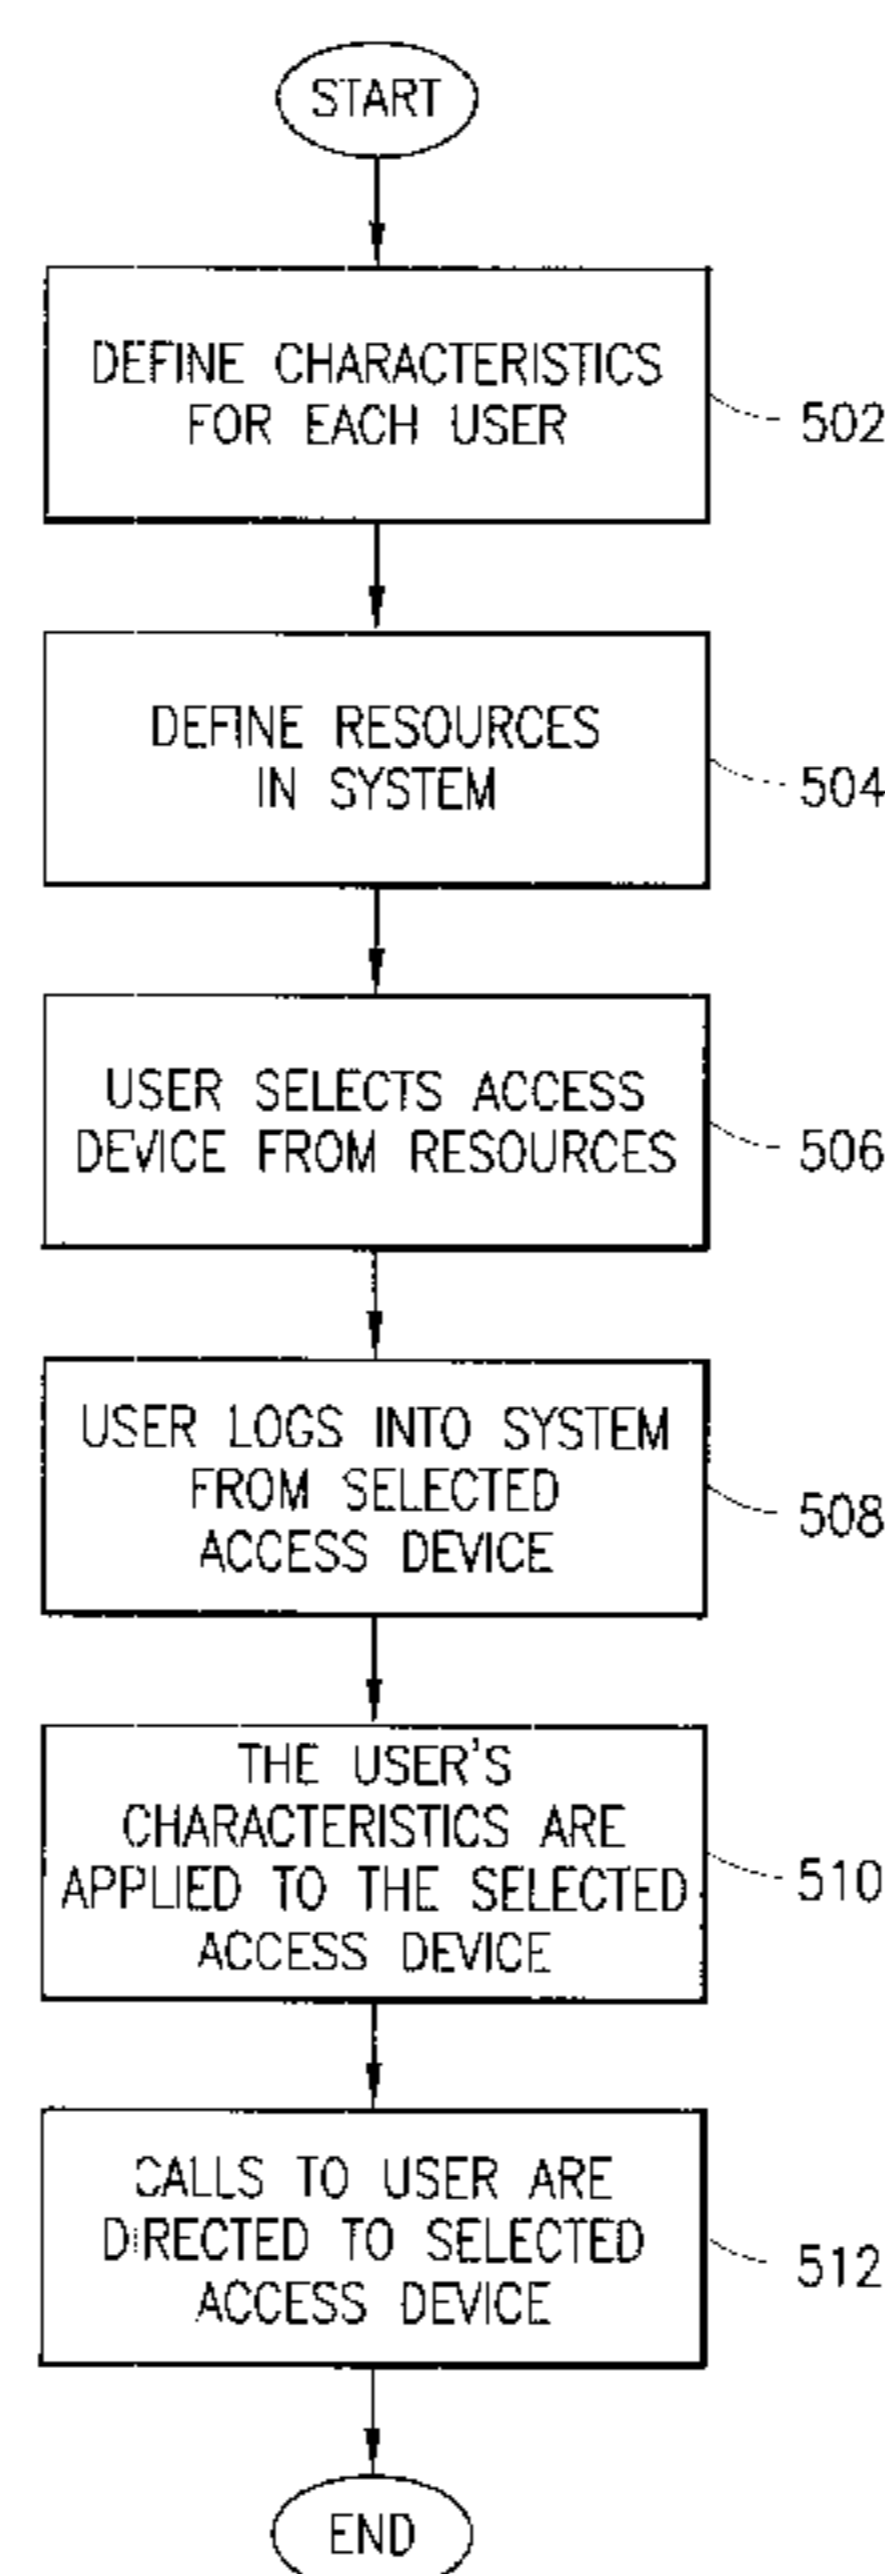 START
DEFINE CHARACTERISTICS
FOR EACH USER
502
DEFINE RESOURCES
IN SYSTEM
504
USER SELECTS ACCESS
DEVICE FROM RESOURCES
506
USER LOGS INTO SYSTEM
FROM SELECTED
ACCESS DEVICE
508
THE USER'S
CHARACTERISTICS ARE
APPLIED TO THE SELECTED
ACCESS DEVICE
510
CALLS TO USER ARE
DIRECTED TO SELECTED
ACCESS DEVICE
512
END